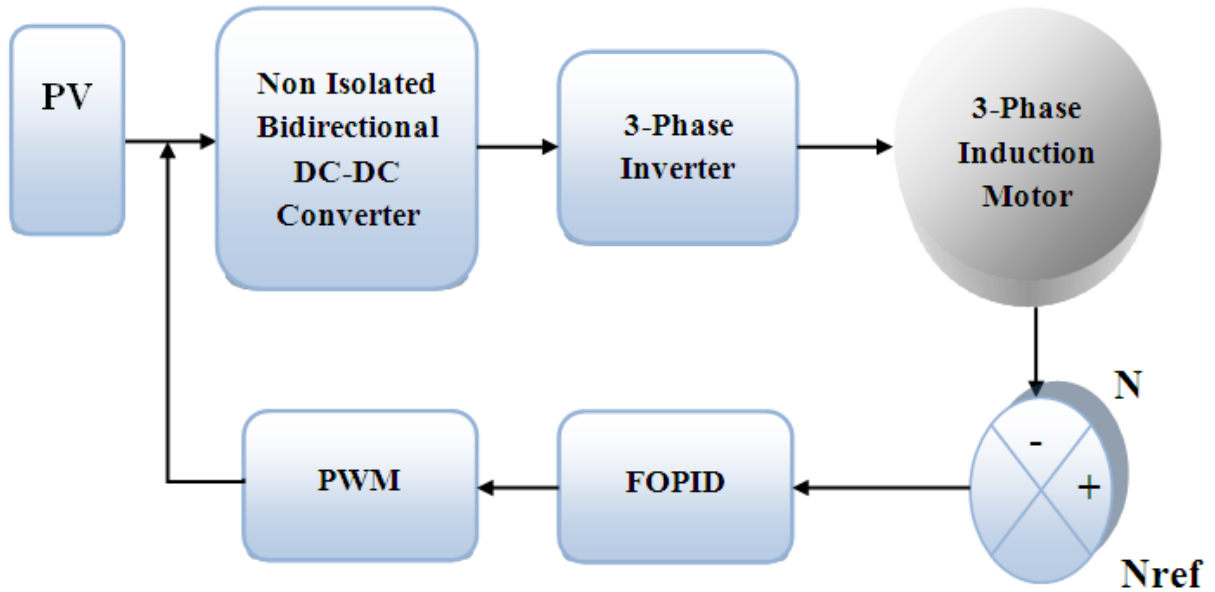 PV
Non Isolated
Bidirectional
DC-DC
Converter
3-Phase
Inverter
3-Phase
Induction
Motor
N
-
+
Nref
FOPID
PWM